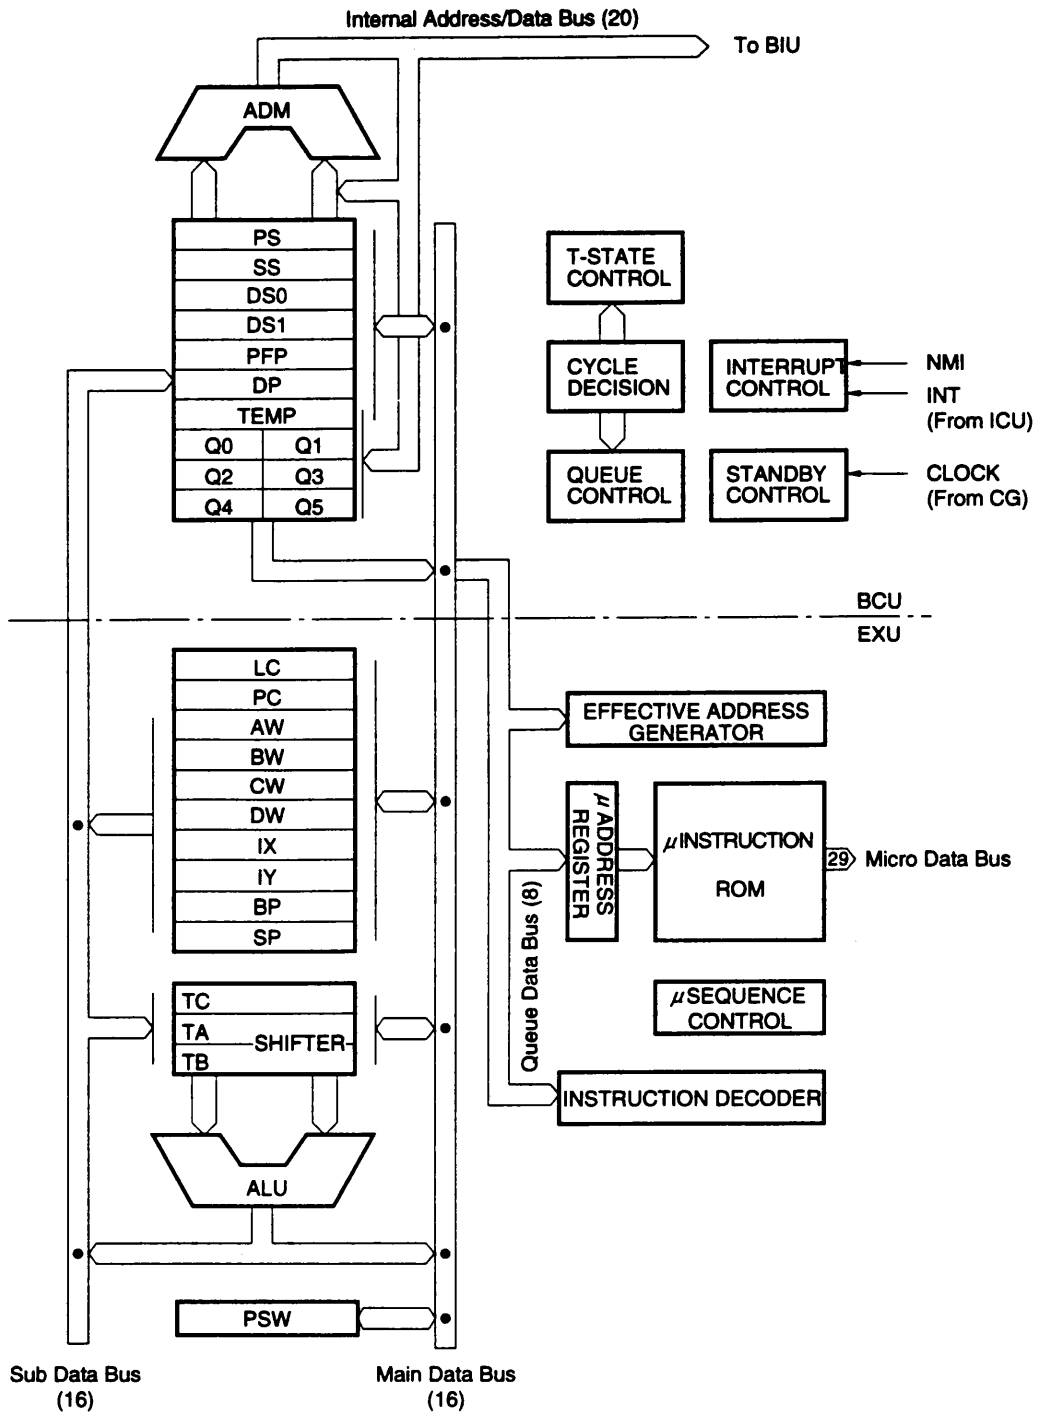 Internal Address/Data Bus (20)
To BIU
ADM
PS
SS
DS0
DS1
PFP
DP
TEMP
Q0 Q1
Q2 Q3
Q4 Q5
T-STATE
CONTROL
CYCLE
DECISION
QUEUE
CONTROL
INTERRUPT
CONTROL
NMI
INT
(From ICU)
STANDBY
CONTROL
CLOCK
(From CG)
BCU
EXU
LC
PC
AW
BW
CW
DW
IX
IY
BP
SP
TC
TA
SHIFTER
TB
ALU
PSW
EFFECTIVE ADDRESS
GENERATOR
μ ADDRESS
REGISTER
μ INSTRUCTION
ROM
29
Micro Data Bus
Queue Data Bus (8)
μ SEQUENCE
CONTROL
INSTRUCTION DECODER
Sub Data Bus
(16)
Main Data Bus
(16)